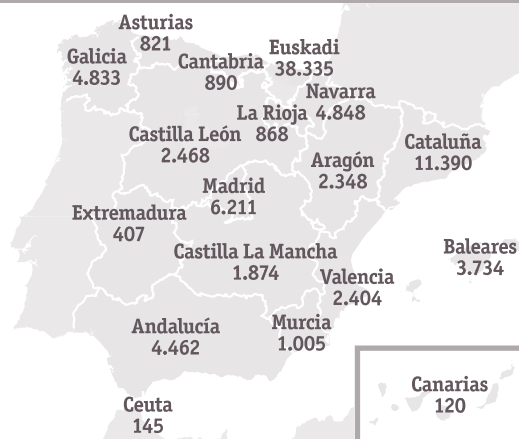 Asturias
821
Galicia
4.833
Cantabria
890
Euskadi
38.335
Navarra
4.848
La Rioja
868
Castilla León
2.468
Aragón
2.348
Cataluña
11.390
Madrid
6.211
Extremadura
407
Castilla La Mancha
1.874
Valencia
2.404
Baleares
3.734
Andalucía
4.462
Murcia
1.005
Canarias
120
Ceuta
145